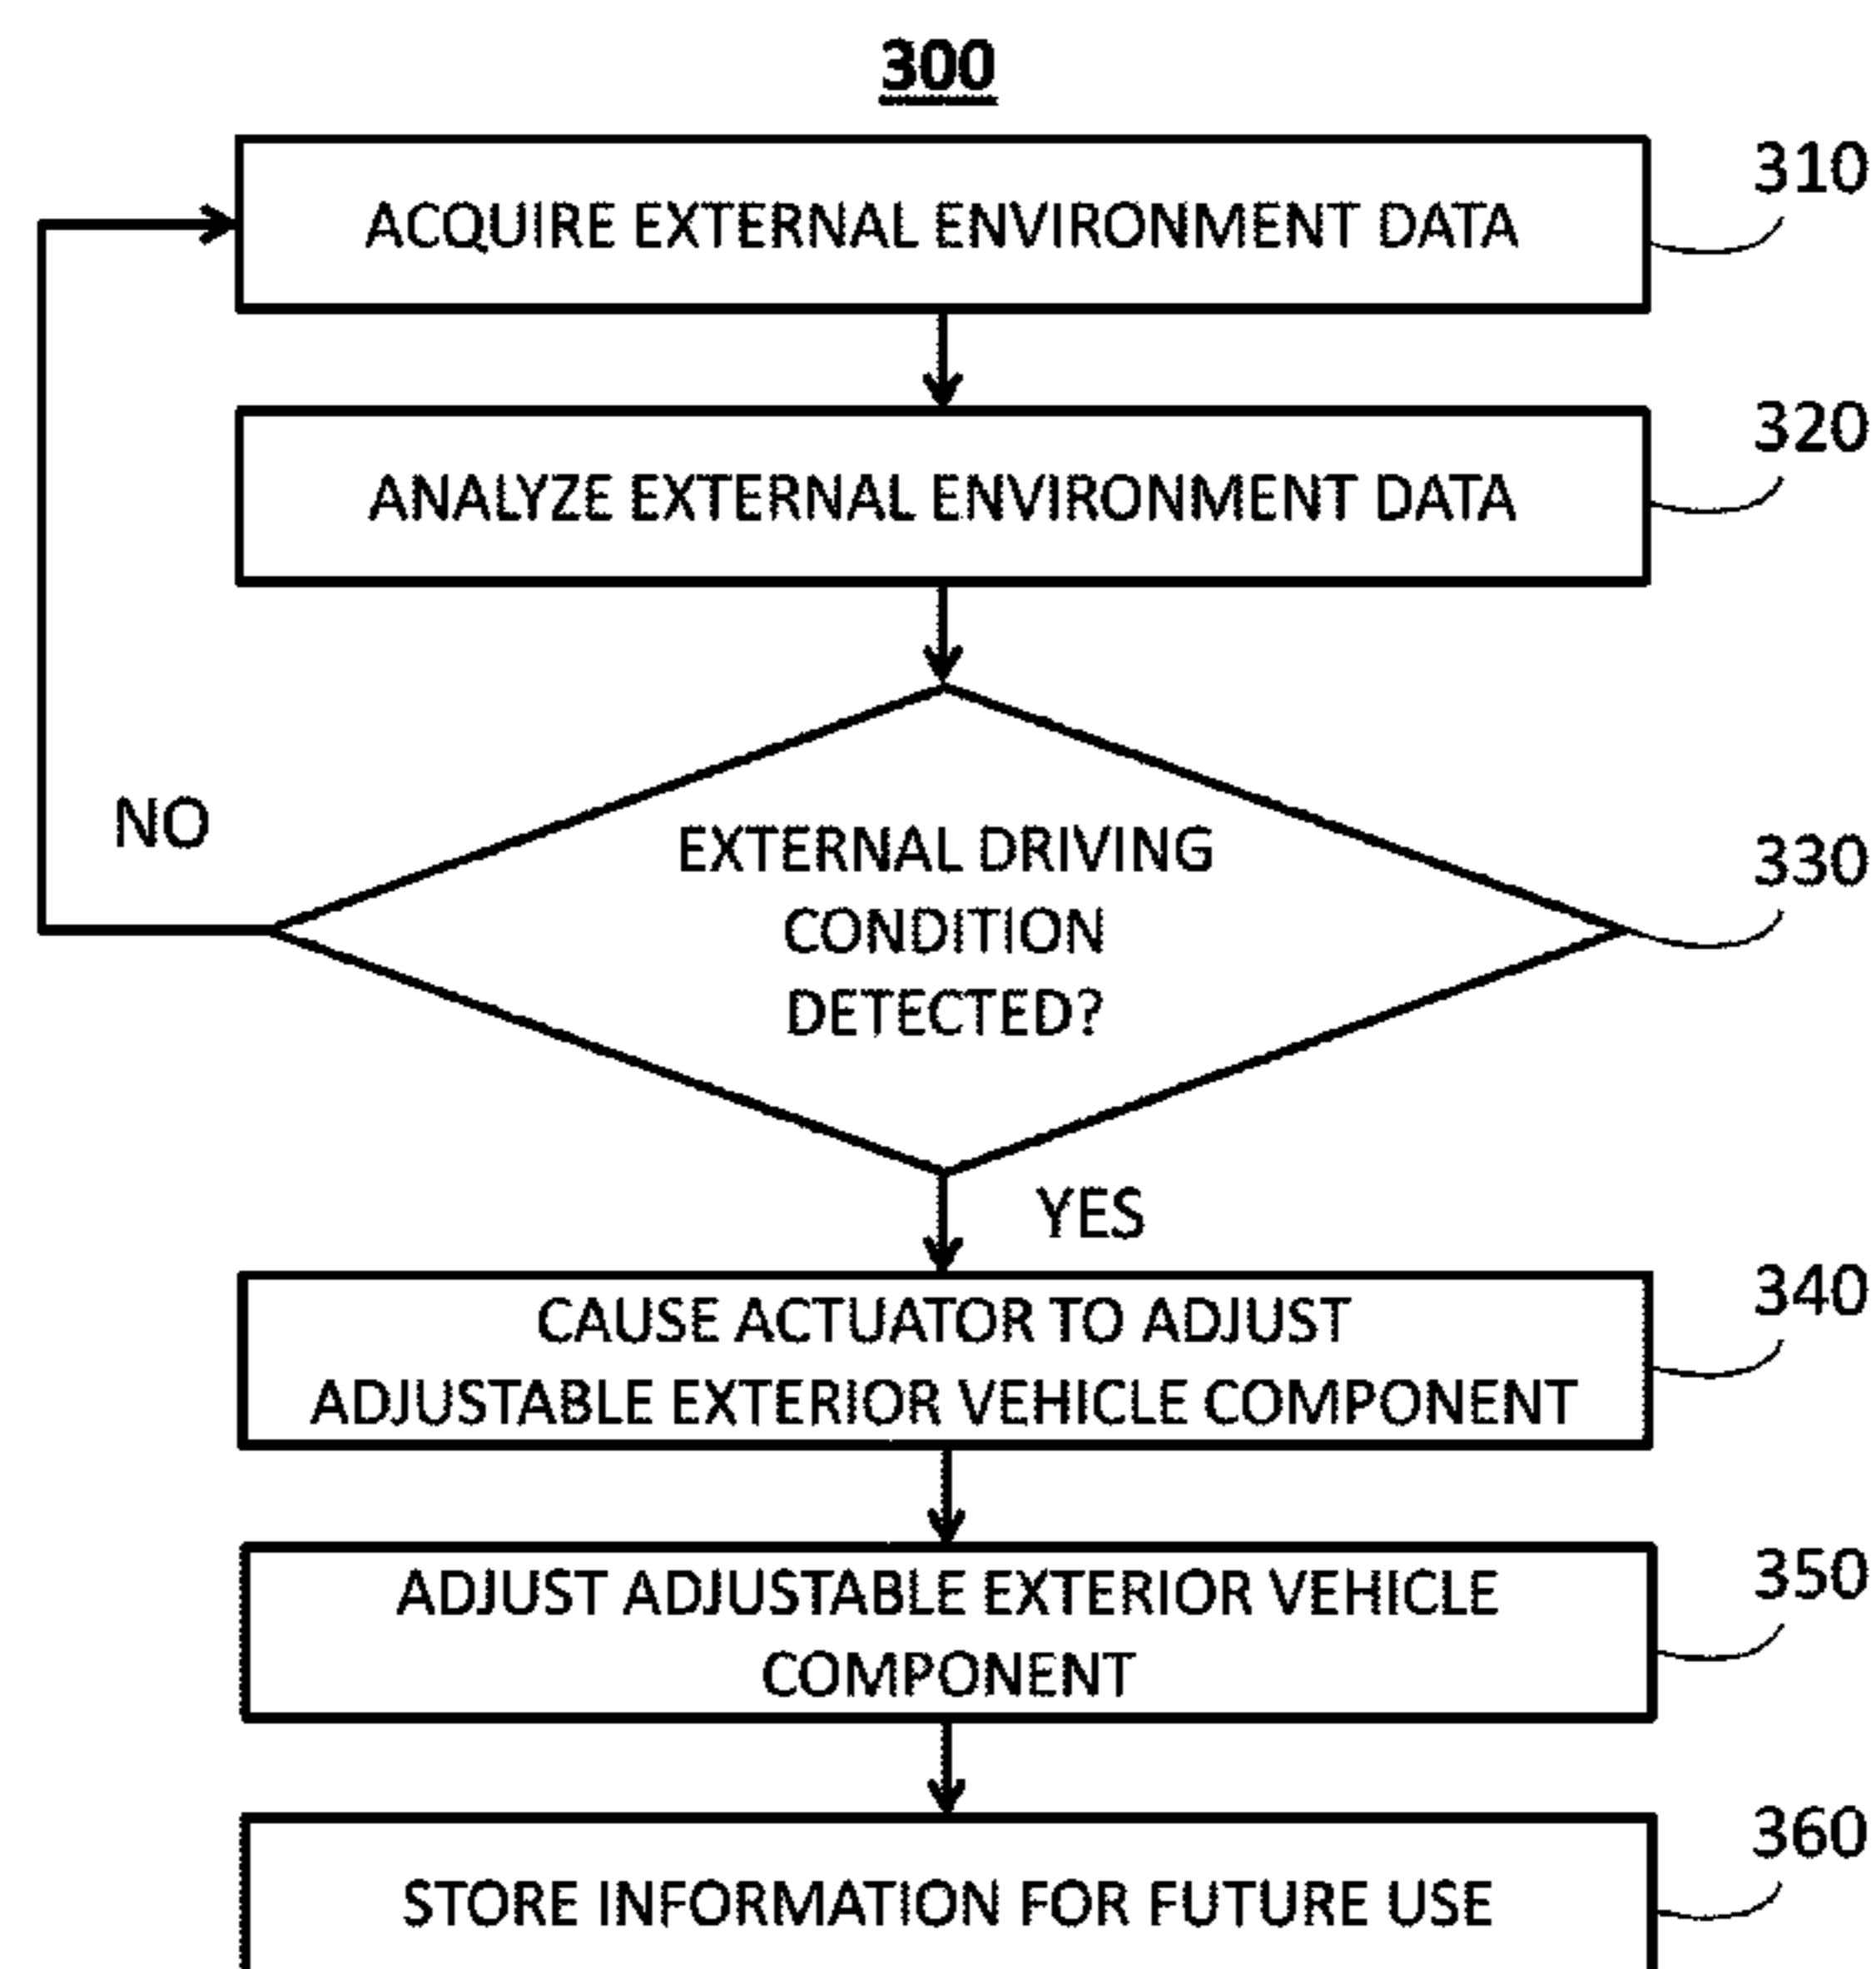 300
ACQUIRE EXTERNAL ENVIRONMENT DATA
310
ANALYZE EXTERNAL ENVIRONMENT DATA
320
NO
EXTERNAL DRIVING
CONDITION
DETECTED?
330
YES
CAUSE ACTUATOR TO ADJUST
ADJUSTABLE EXTERIOR VEHICLE COMPONENT
340
ADJUST ADJUSTABLE EXTERIOR VEHICLE
COMPONENT
350
STORE INFORMATION FOR FUTURE USE
360